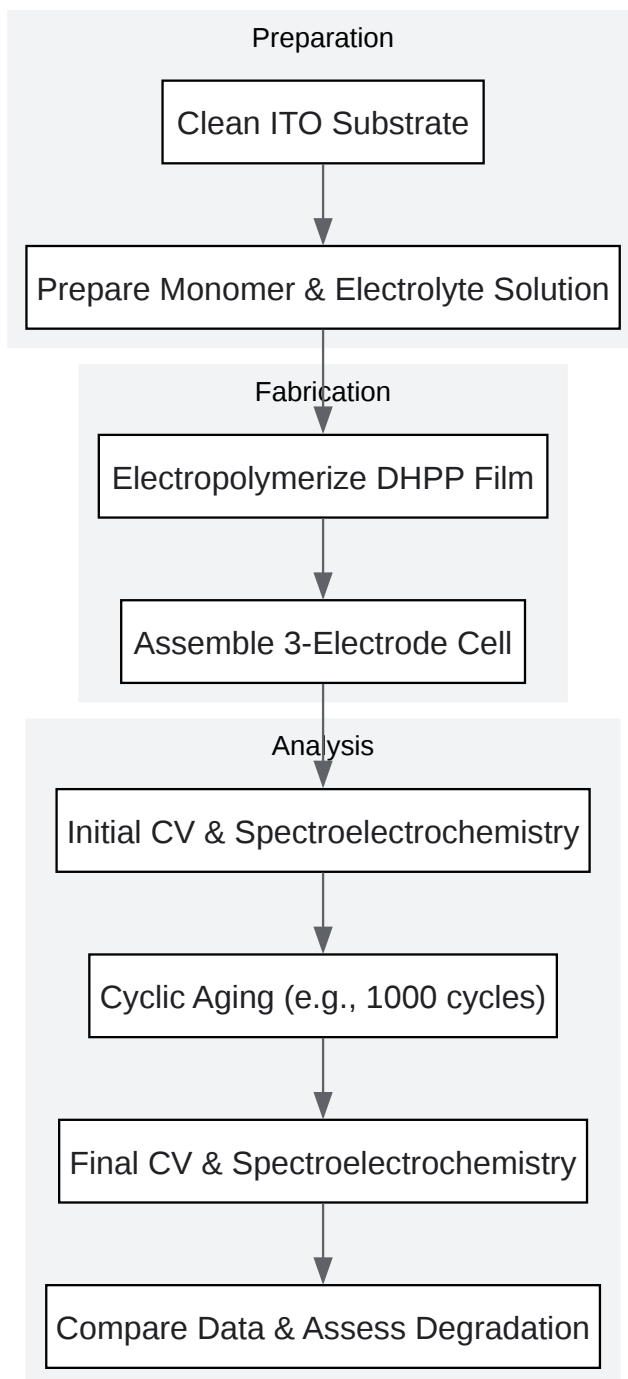 Preparation
Clean ITO Substrate
Prepare Monomer & Electrolyte Solution
Fabrication
Electropolymerize DHPP Film
Assemble 3-Electrode Cell
Analysis
Initial CV & Spectroelectrochemistry
Cyclic Aging (e.g., 1000 cycles)
Final CV & Spectroelectrochemistry
Compare Data & Assess Degradation